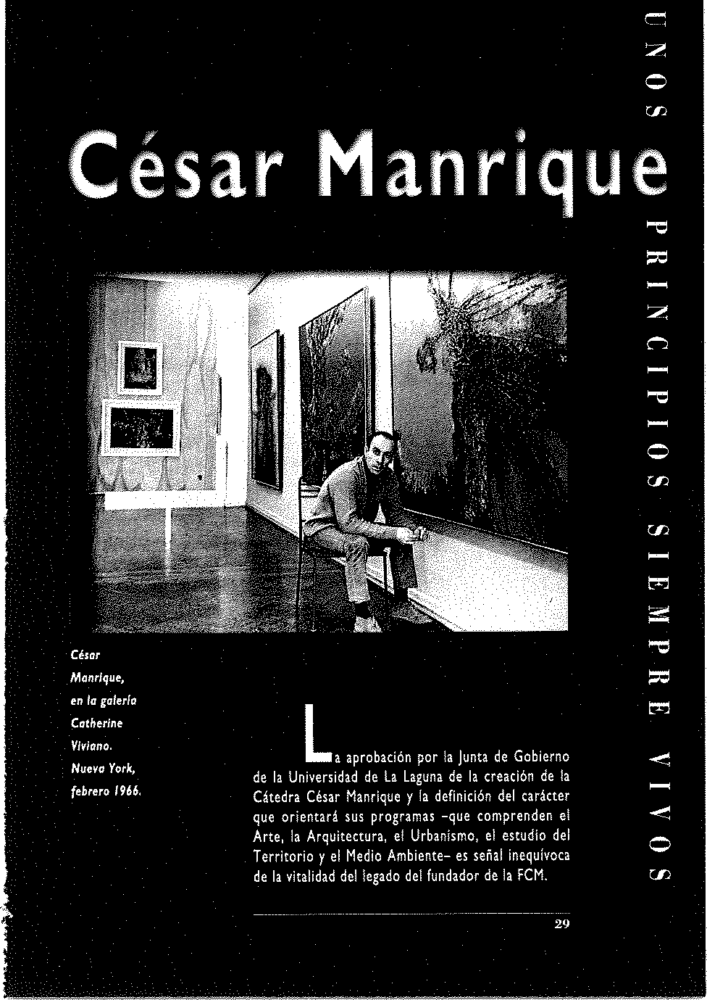 César Manrique
UNOS PRINCIPIOS SIEMPRE VIVOS
César
Manrique,
en la galería
Catherine
Viviano.
Nueva York,
febrero 1966.
La aprobación por la Junta de Gobierno
de la Universidad de La Laguna de la creación de la
Cátedra César Manrique y la definición del carácter
que orientará sus programas –que comprenden el
Arte, la Arquitectura, el Urbanismo, el estudio del
Territorio y el Medio Ambiente– es señal inequívoca
de la vitalidad del legado del fundador de la FCM.
29